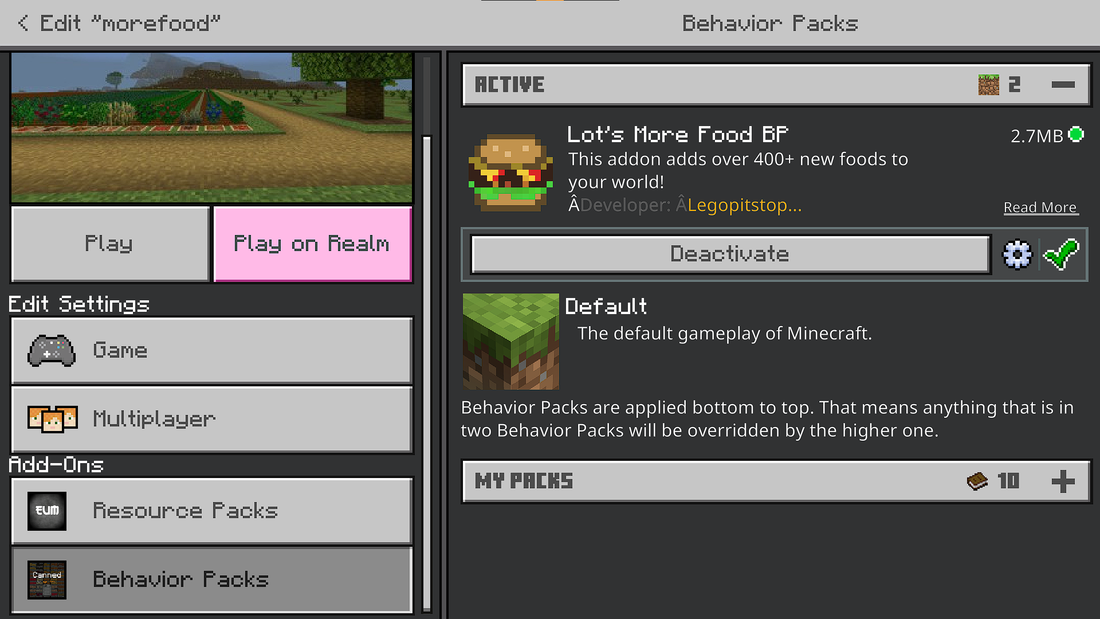 Edit "morefood"
Behavior Packs
Play
Play on Realm
Edit Settings
Game
Multiplayer
Add-Ons
EUM
Resource Packs
Canned
Behavior Packs
ACTIVE
2
Lot's More Food BP
2.7MB
This addon adds over 400+ new foods to
your world!
ÂDeveloper: ÂLegopitstop...
Read More
Deactivate
Default
The default gameplay of Minecraft.
Behavior Packs are applied bottom to top. That means anything that is in
two Behavior Packs will be overridden by the higher one.
MY PACKS
10